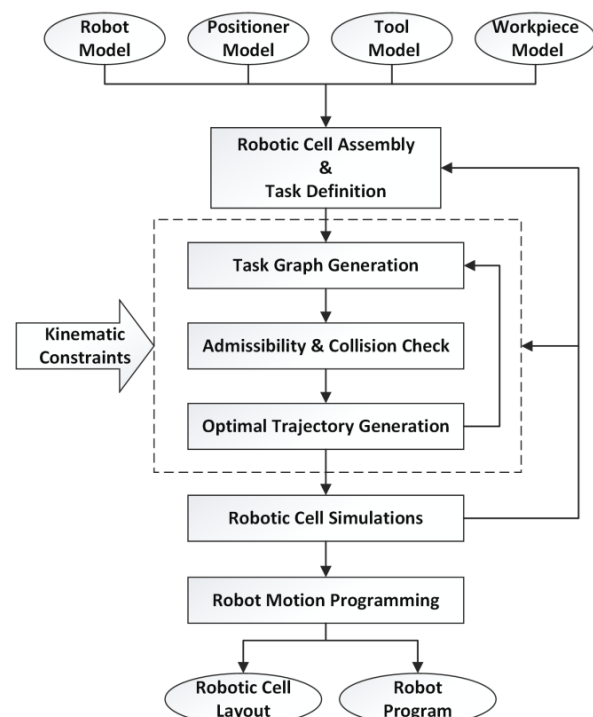 Robot
Model
Positioner
Model
Tool
Model
Workpiece
Model
Robotic Cell Assembly
&
Task Definition
Task Graph Generation
Kinematic
Constraints
Admissibility & Collision Check
Optimal Trajectory Generation
Robotic Cell Simulations
Robot Motion Programming
Robotic Cell
Layout
Robot
Program